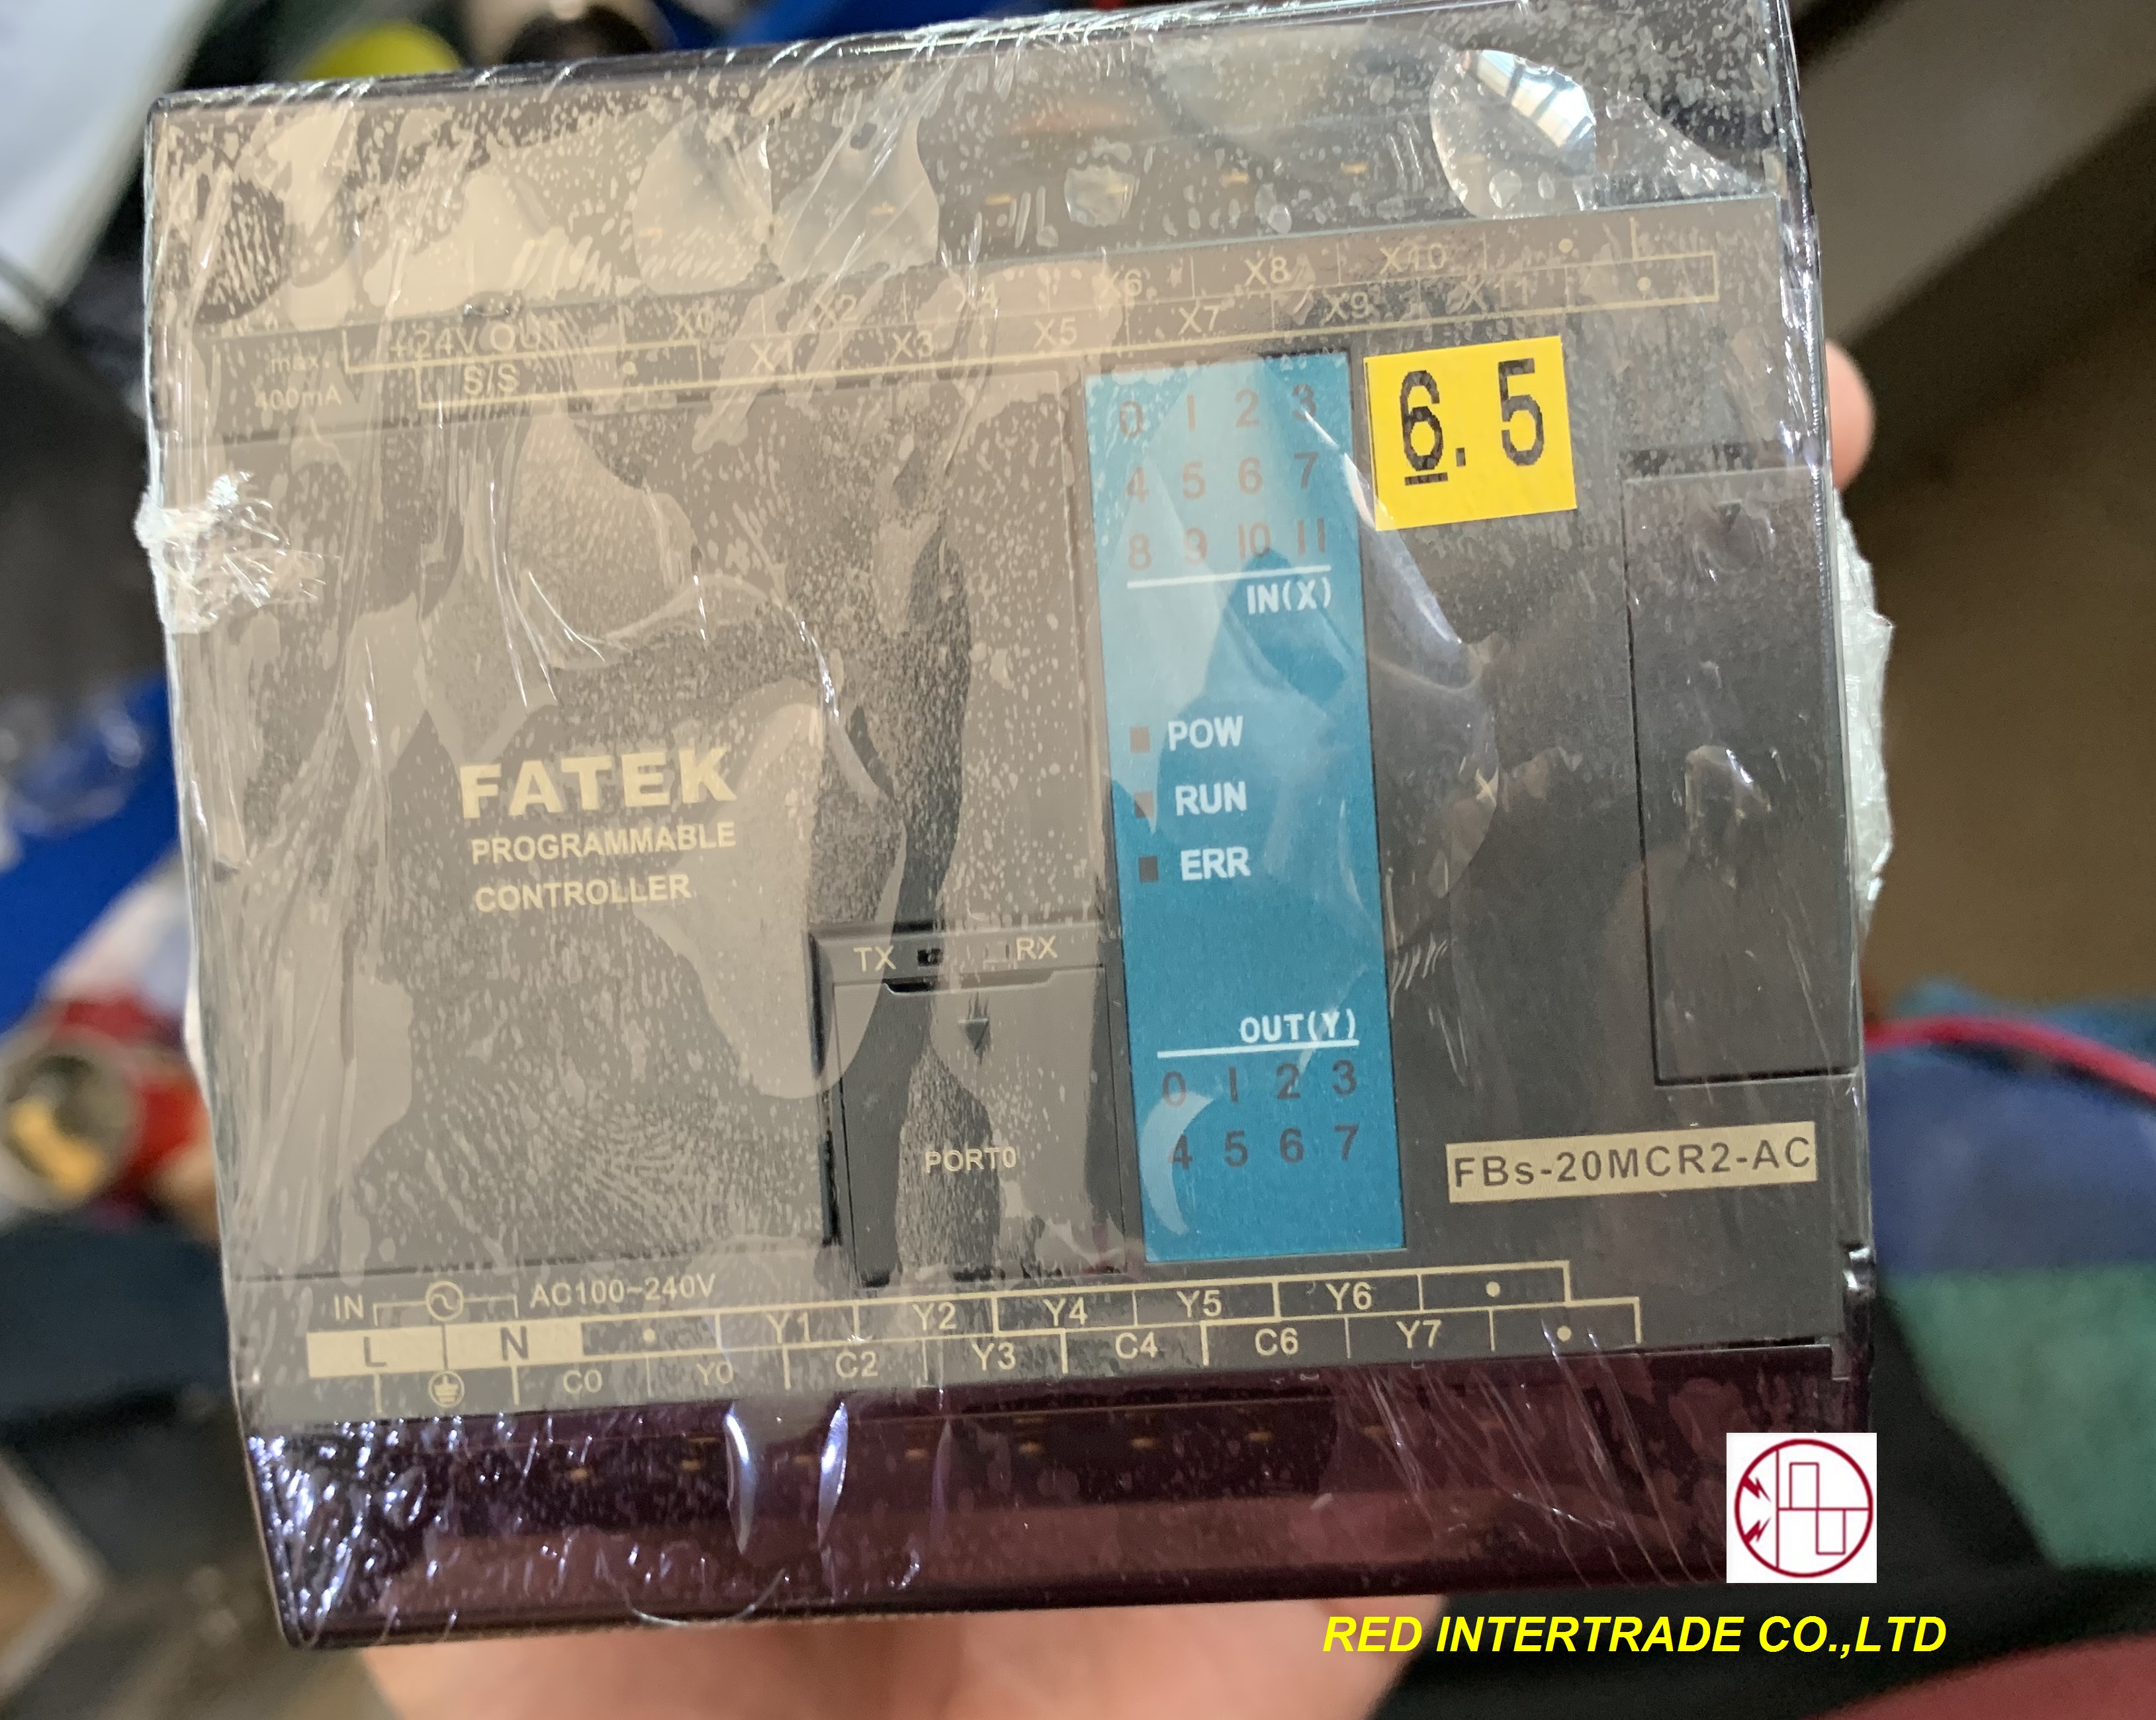 X6 X8 X10
+24V OUT X0 X2 X4 X7 X9 X11
max. 400mA S/S X1 X3 X5
6.5
0 1 2 3
4 5 6 7
8 9 10 11
IN(X)
POW
RUN
ERR
FATEK
PROGRAMMABLE
CONTROLLER
TX RX
PORT0
OUT(Y)
0 1 2 3
4 5 6 7
FBs-20MCR2-AC
IN AC100~240V
L N Y1 Y2 Y4 Y5 Y6
C0 Y0 C2 Y3 C4 C6 Y7
RED INTERTRADE CO.,LTD